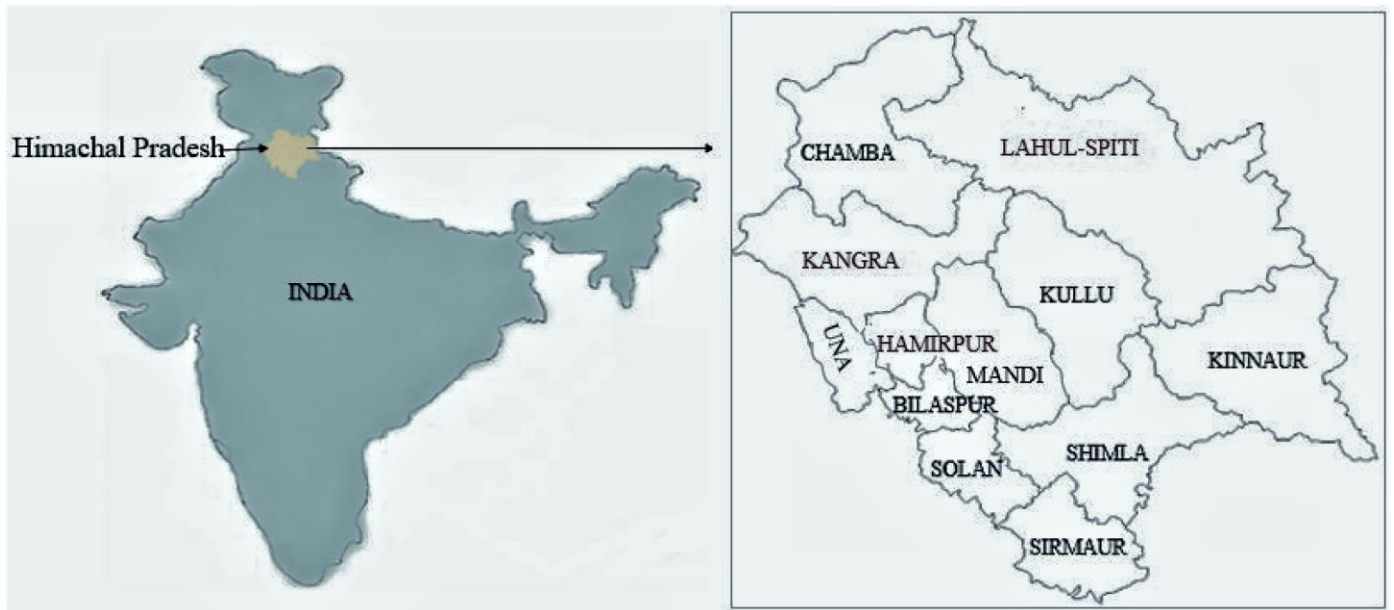 Himachal Pradesh
INDIA
CHAMBA
LAHUL-SPITI
KANGRA
KULLU
UNA
HAMIRPUR
MANDI
KINNAUR
BILASPUR
SHIMLA
SOLAN
SIRMAUR